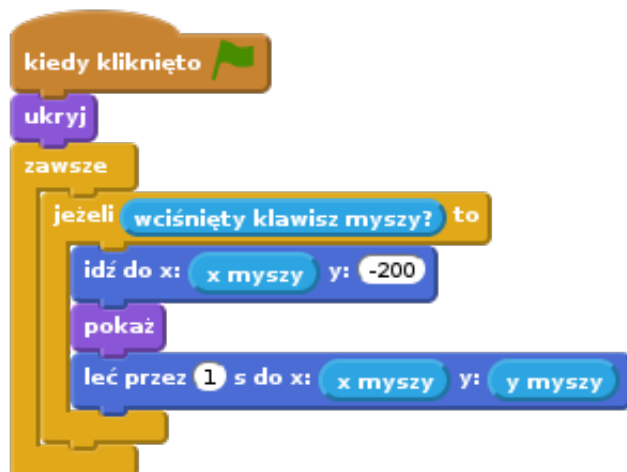 kiedy kliknięto
ukryj
zawsze
jeżeli wciśnięty klawisz myszy? to
idź do x: x myszy y: -200
pokaż
leć przez 1 s do x: x myszy y: y myszy